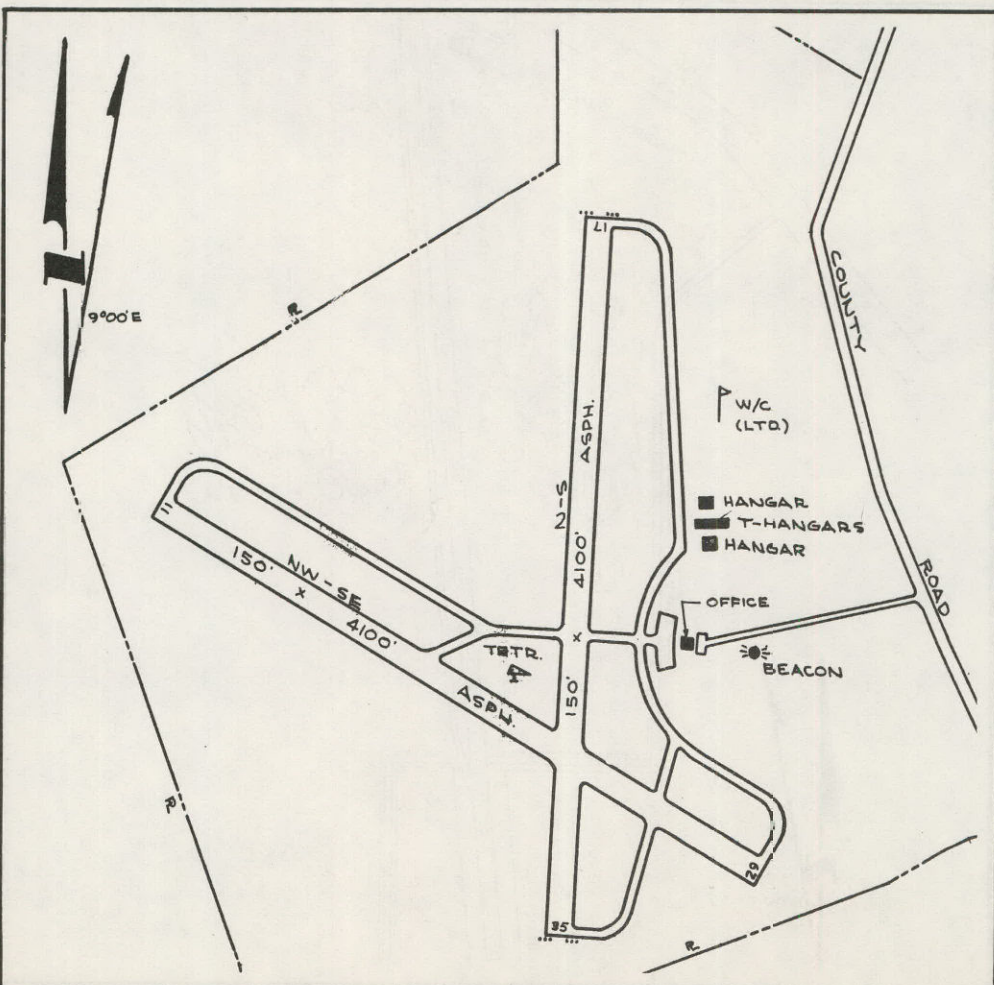 9°00'E
17
COUNTY
ROAD
W/C
(LTD)
HANGAR
T-HANGARS
HANGAR
OFFICE
BEACON
N-S
150' x 4100' ASPH.
11
NW-SE
150' x 4100'
ASPH.
TETR.
29
35